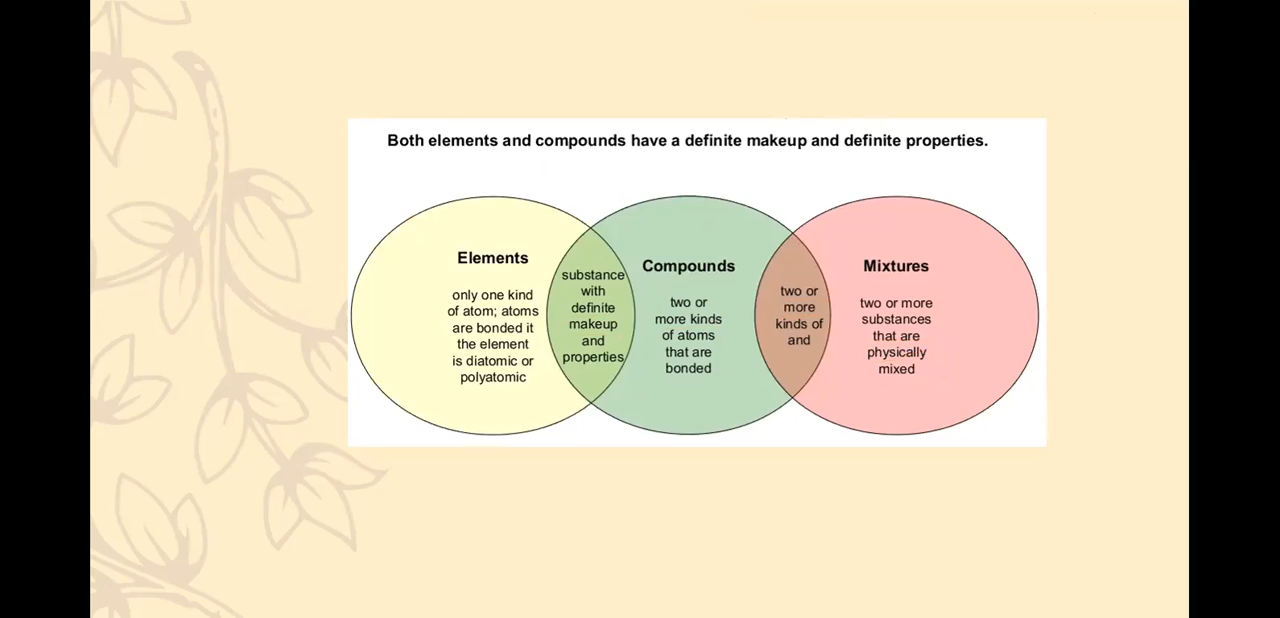 Both elements and compounds have a definite makeup and definite properties.
Elements
only one kind
of atom; atoms
are bonded it
the element
is diatomic or
polyatomic
substance
with
definite
makeup
and
properties
Compounds
two or
more kinds
of atoms
that are
bonded
two or
more
kinds of
and
Mixtures
two or more
substances
that are
physically
mixed